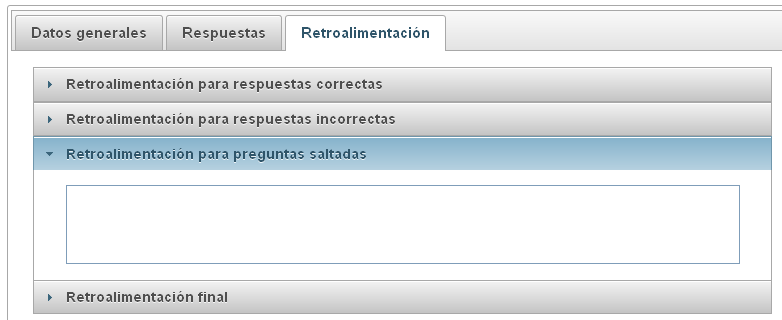 Datos generales Respuestas Retroalimentación
Retroalimentación para respuestas correctas
Retroalimentación para respuestas incorrectas
Retroalimentación para preguntas saltadas
Retroalimentación final